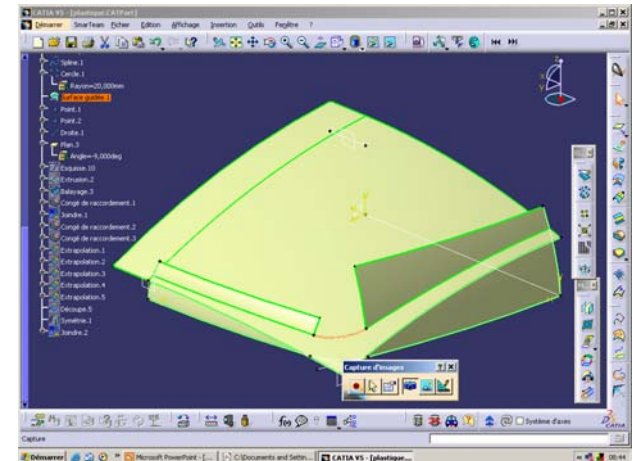 CATIA V5 - [plastique.CATPart]
Démarrer SmarTeam Fichier Edition Affichage Insertion Outils Fenêtre ?
Spline.1
Cercle.1
Rayon=20,000mm
Surface guidée.1
Point.1
Point.2
Droite.1
Plan.3
Angle=-9,000deg
Esquisse.10
Extrusion.2
Balayage.3
Congé de raccordement.1
Joindre.1
Congé de raccordement.2
Congé de raccordement.3
Extrapolation.1
Extrapolation.2
Extrapolation.3
Extrapolation.4
Extrapolation.5
Découpe.5
Symétrie.1
Joindre.2
Capture d'images
Système d'axes
CATIA
Capture
Démarrer Microsoft PowerPoint - [... C:\Documents and Settin... CATIA V5 - [plastique... 08:44